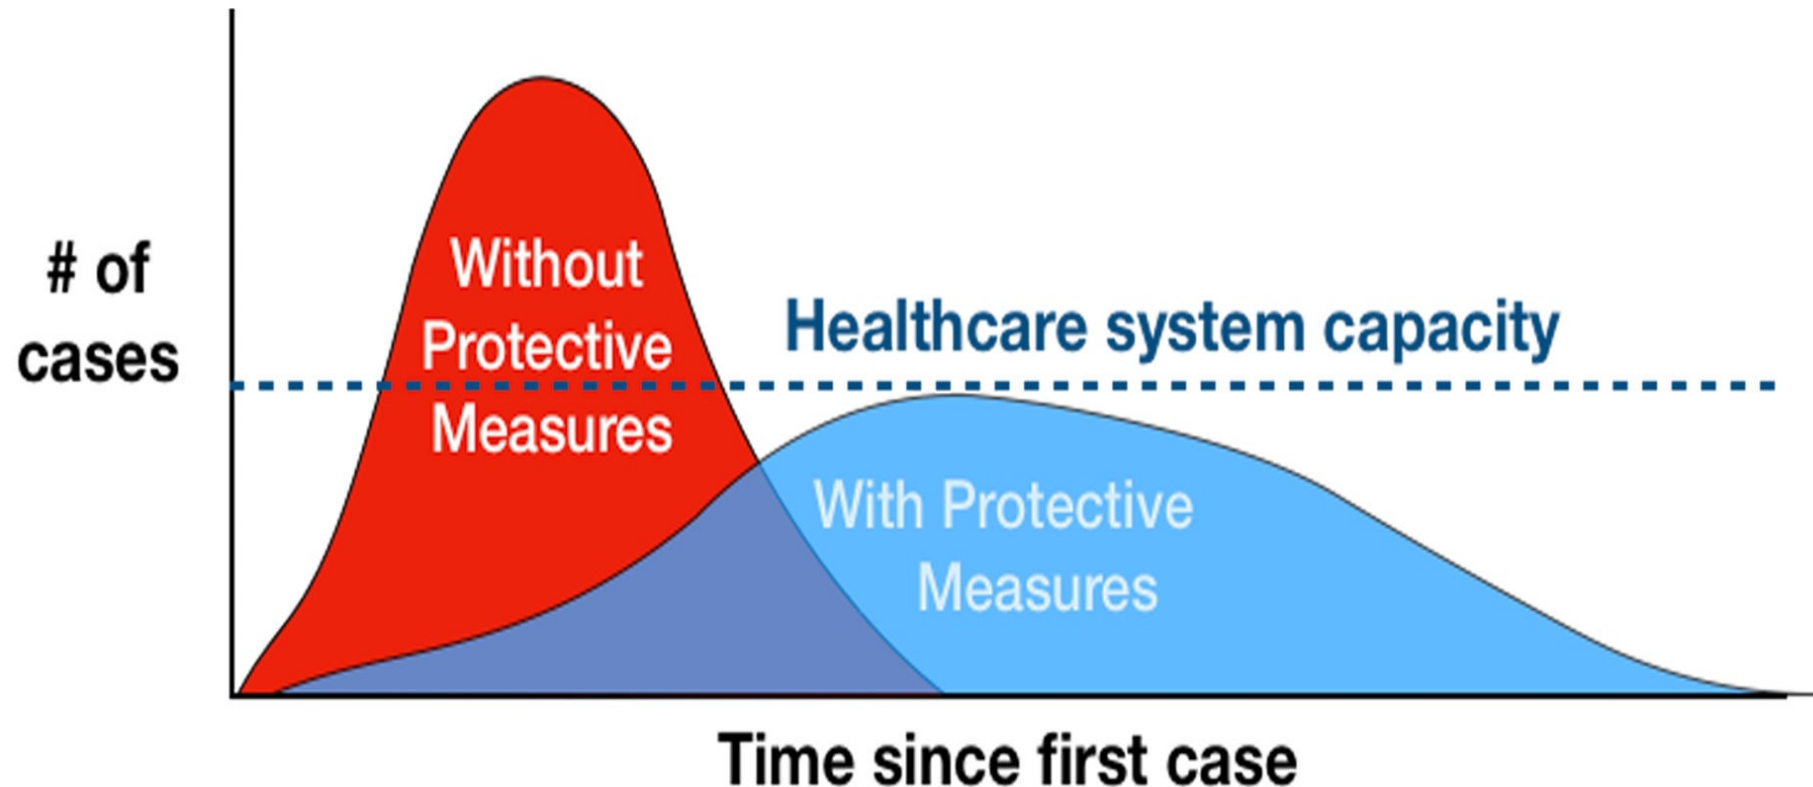 # of
cases
Without
Protective
Measures
Healthcare system capacity
With Protective
Measures
Time since first case